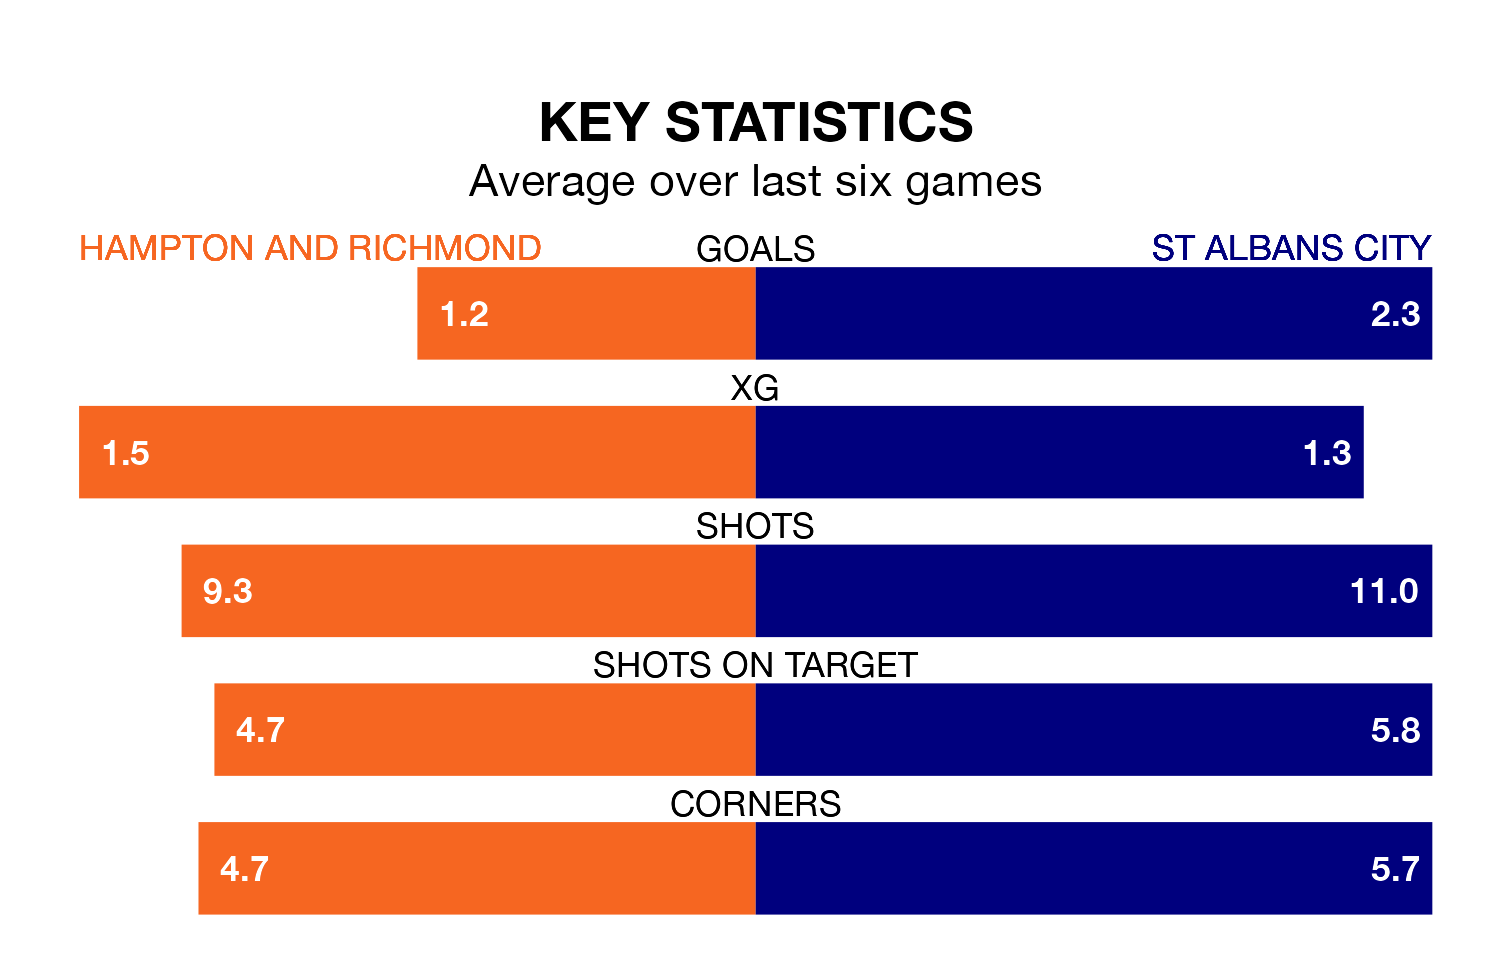 KEY STATISTICS
Average over last six games
HAMPTON AND RICHMOND GOALS ST ALBANS CITY
1.2 2.3
XG
1.5 1.3
SHOTS
9.3 11.0
SHOTS ON TARGET
4.7 5.8
CORNERS
4.7 5.7